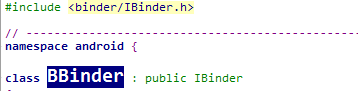 #include <binder/IBinder.h>
// ---------------------------------------------------
namespace android {
class BBinder : public IBinder